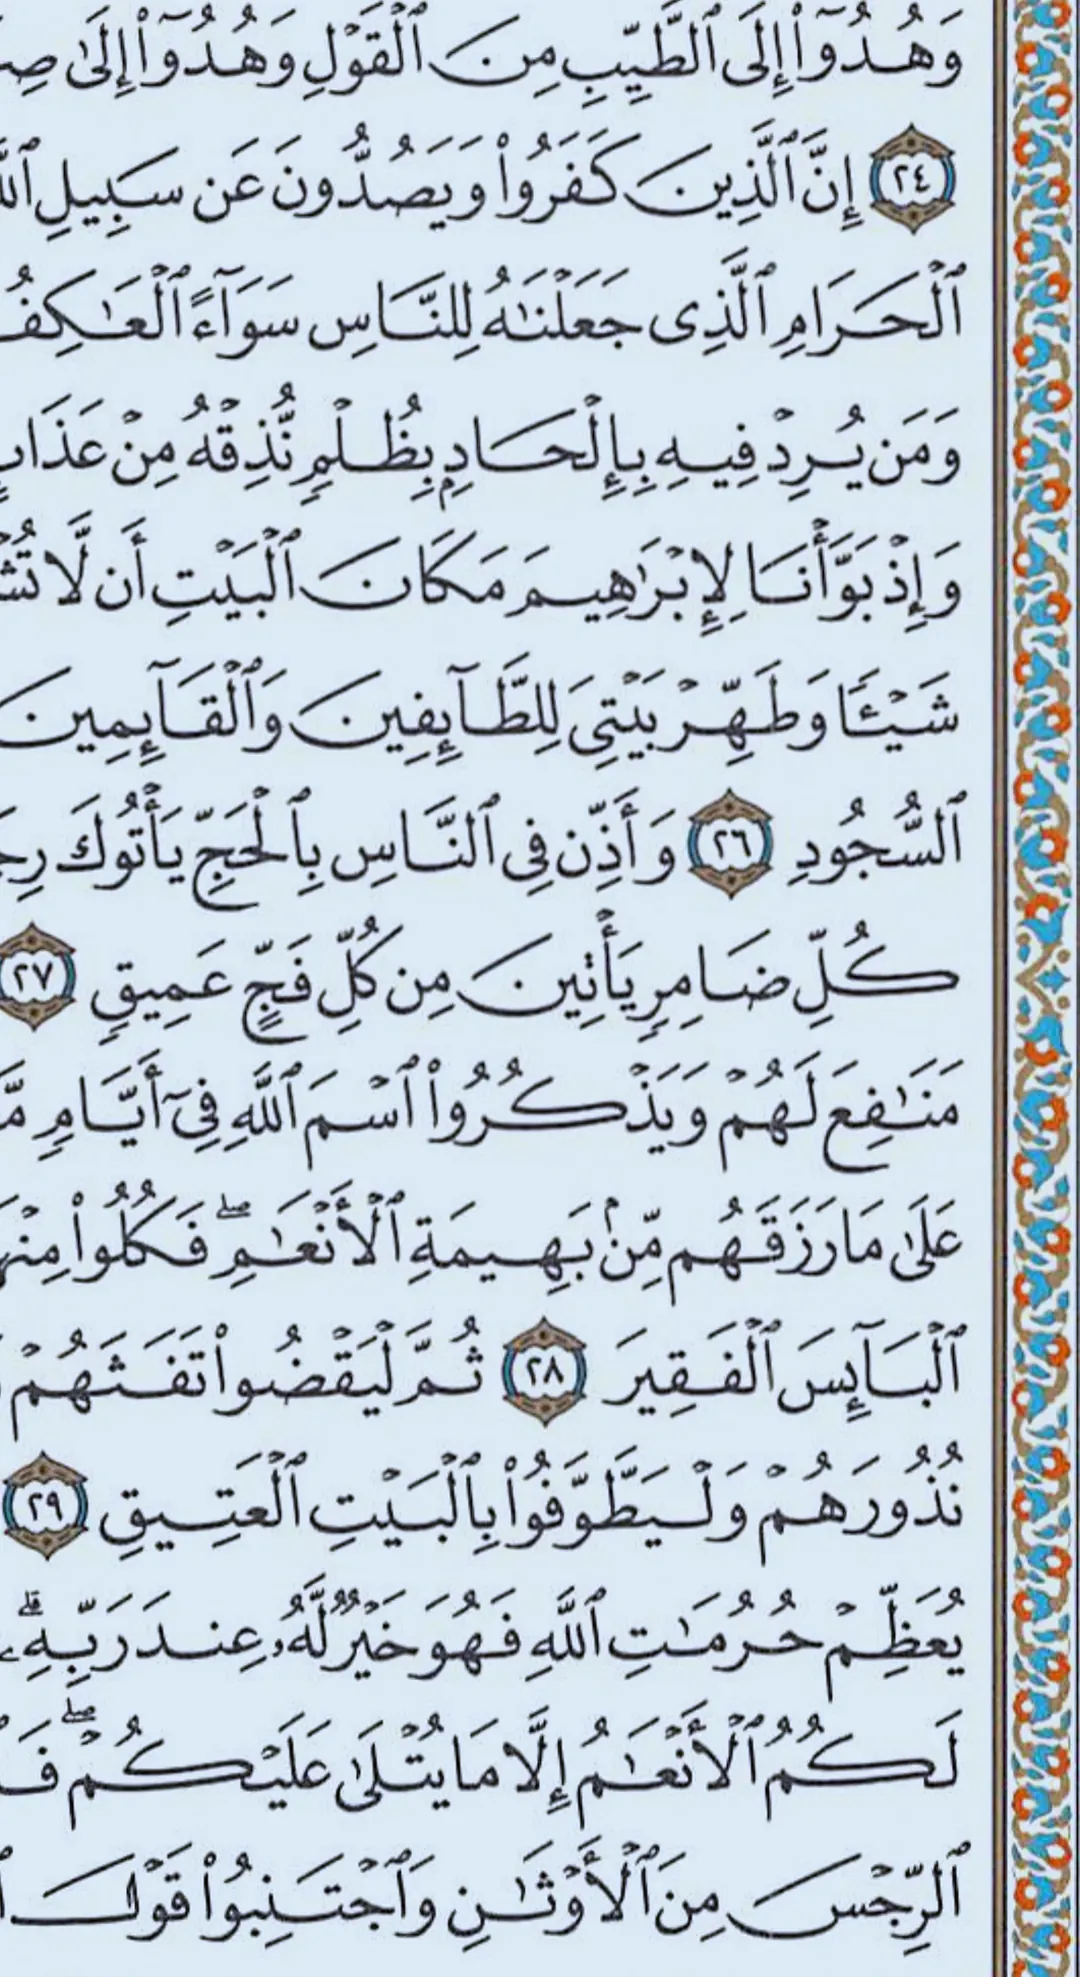 وَهُدُوٓاْ إِلَى ٱلطَّيِّبِ مِنَ ٱلۡقَوۡلِ وَهُدُوٓاْ إِلَىٰ
٢٤ إِنَّ ٱلَّذِينَ كَفَرُواْ وَيَصُدُّونَ عَن سَبِيلِ
ٱلۡحَرَامِ ٱلَّذِي جَعَلۡنَٰهُ لِلنَّاسِ سَوَآءً ٱلۡعَٰكِفُ
وَمَن يُرِدۡ فِيهِ بِإِلۡحَادِۭ بِظُلۡمٖ نُّذِقۡهُ مِنۡ
وَإِذۡ بَوَّأۡنَا لِإِبۡرَٰهِيمَ مَكَانَ ٱلۡبَيۡتِ أَن لَّا
شَيۡـٔٗا وَطَهِّرۡ بَيۡتِيَ لِلطَّآئِفِينَ وَٱلۡقَآئِمِينَ
ٱلسُّجُودِ ٢٦ وَأَذِّن فِي ٱلنَّاسِ بِٱلۡحَجِّ يَأۡتُوكَ
كُلِّ ضَامِرٖ يَأۡتِينَ مِن كُلِّ فَجٍّ عَمِيقٖ ٢٧
مَنَٰفِعَ لَهُمۡ وَيَذۡكُرُواْ ٱسۡمَ ٱللَّهِ فِيٓ أَيَّامٖ
عَلَىٰ مَا رَزَقَهُم مِّنۢ بَهِيمَةِ ٱلۡأَنۡعَٰمِۖ فَكُلُواْ
ٱلۡبَآئِسَ ٱلۡفَقِيرَ ٢٨ ثُمَّ لۡيَقۡضُواْ تَفَثَهُمۡ
نُذُورَهُمۡ وَلۡيَطَّوَّفُواْ بِٱلۡبَيۡتِ ٱلۡعَتِيقِ ٢٩
يُعَظِّمۡ حُرُمَٰتِ ٱللَّهِ فَهُوَ خَيۡرٞ لَّهُۥ عِندَ رَبِّهِۦۗ
لَكُمُ ٱلۡأَنۡعَٰمُ إِلَّا مَا يُتۡلَىٰ عَلَيۡكُمۡۖ
ٱلرِّجۡسَ مِنَ ٱلۡأَوۡثَٰنِ وَٱجۡتَنِبُواْ قَوۡلَ